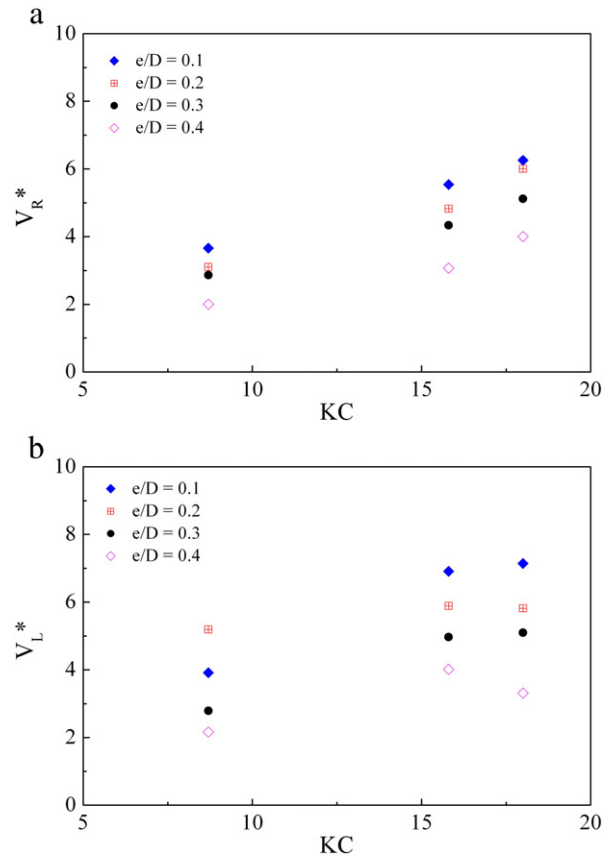 a
10
8
6
4
2
0
V_R*
e/D = 0.1
e/D = 0.2
e/D = 0.3
e/D = 0.4
5 10 15 20
KC
b
10
8
6
4
2
0
V_L*
e/D = 0.1
e/D = 0.2
e/D = 0.3
e/D = 0.4
5 10 15 20
KC